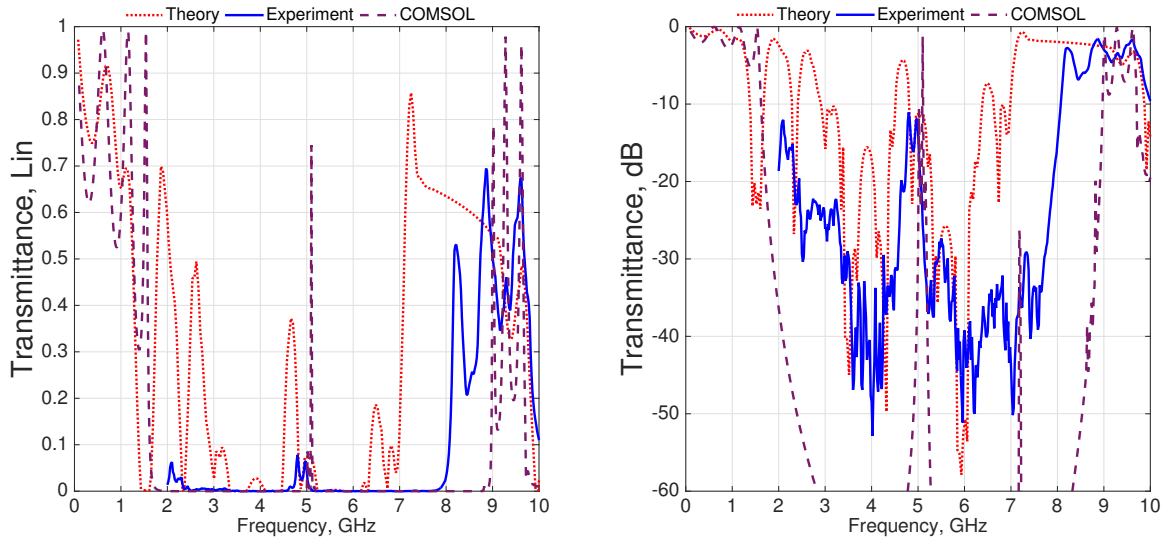 Theory Experiment COMSOL
Transmittance, Lin
1
0.9
0.8
0.7
0.6
0.5
0.4
0.3
0.2
0.1
0
0 1 2 3 4 5 6 7 8 9 10
Frequency, GHz
Theory Experiment COMSOL
Transmittance, dB
0
-10
-20
-30
-40
-50
-60
0 1 2 3 4 5 6 7 8 9 10
Frequency, GHz